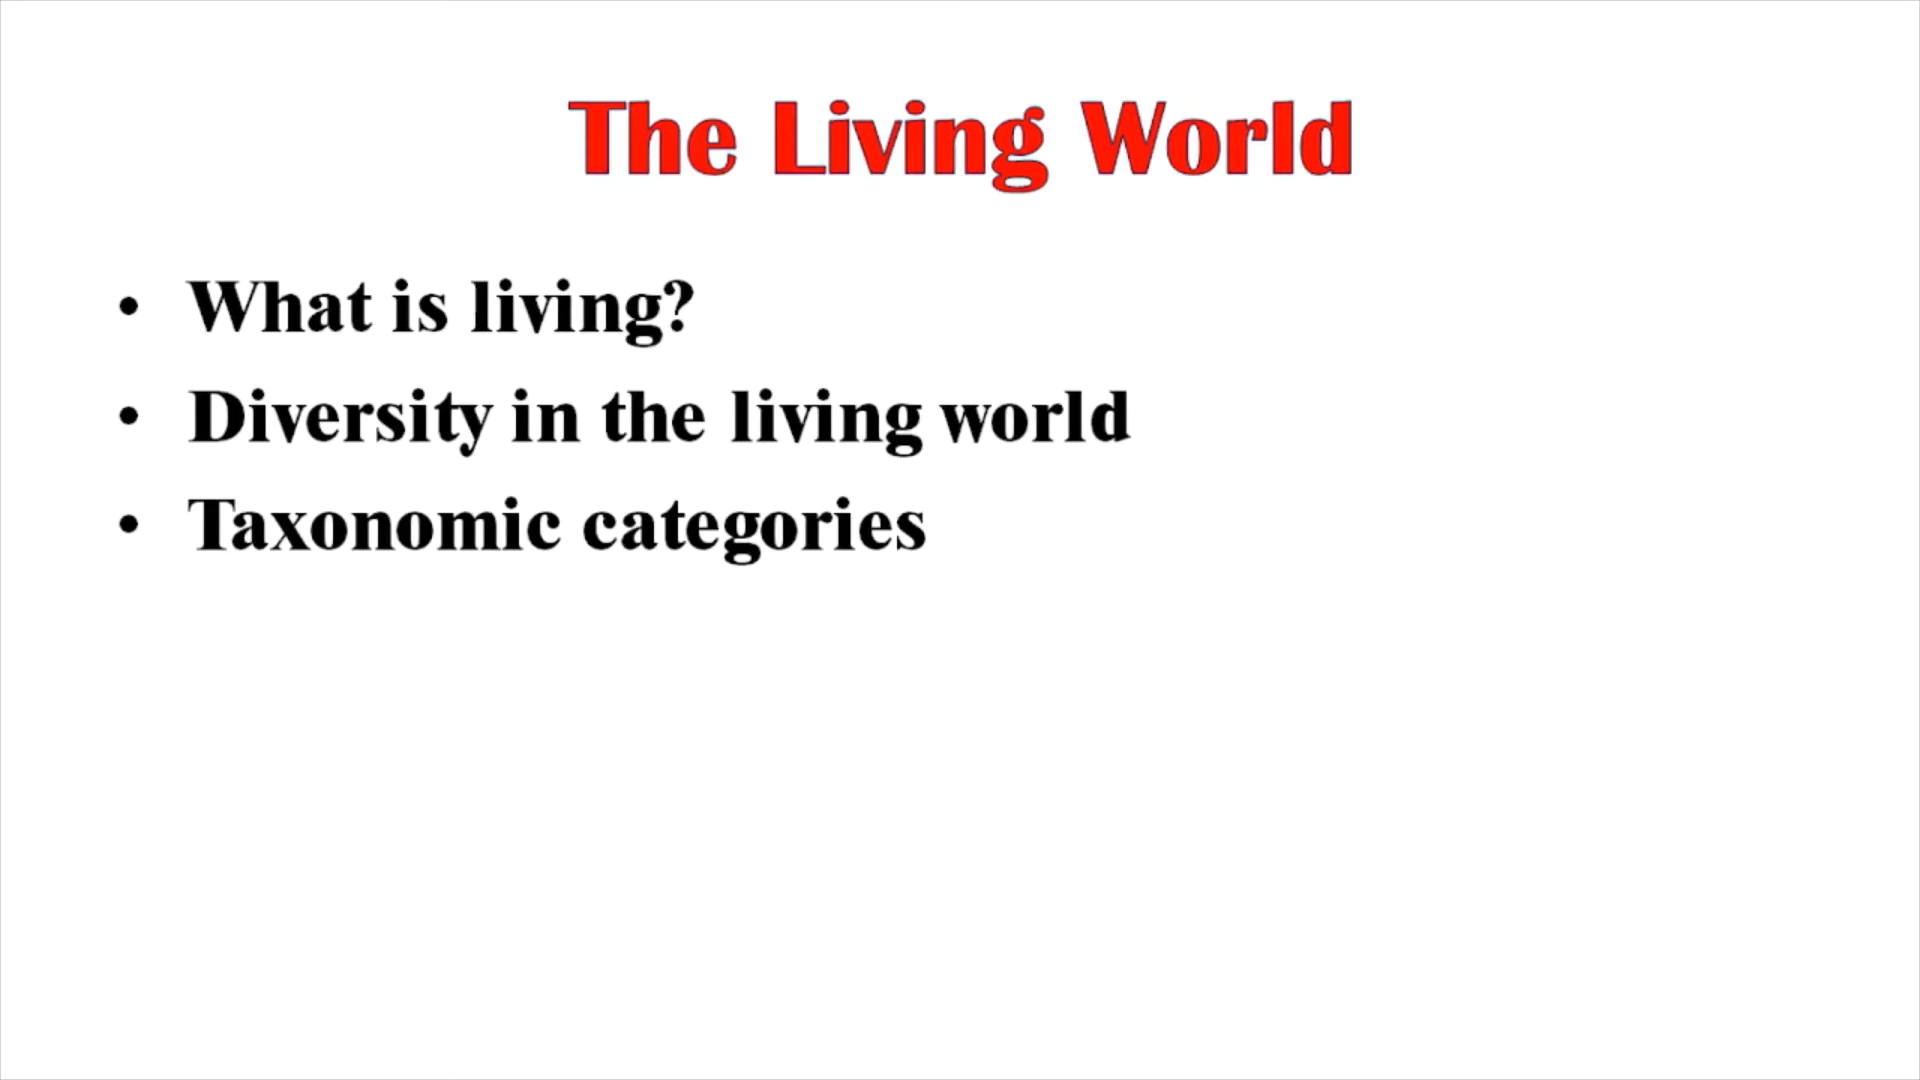 The Living World
• What is living?
• Diversity in the living world
• Taxonomic categories